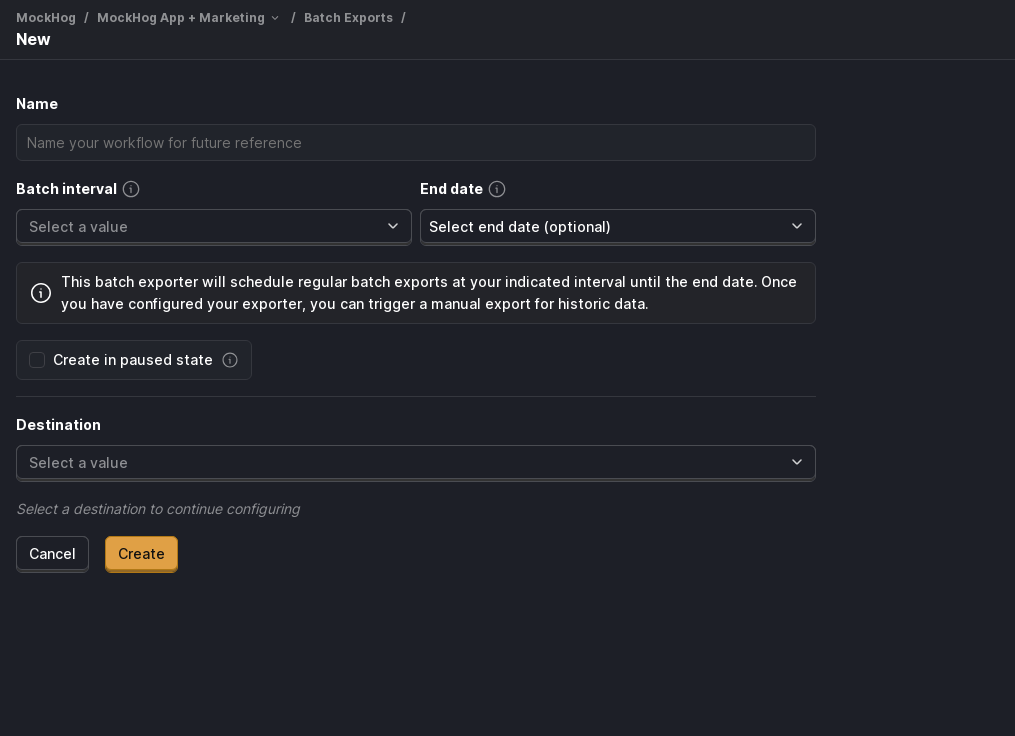 MockHog / MockHog App + Marketing / Batch Exports /
New
Name
Name your workflow for future reference
Batch interval End date
Select a value Select end date (optional)
This batch exporter will schedule regular batch exports at your indicated interval until the end date. Once
you have configured your exporter, you can trigger a manual export for historic data.
Create in paused state
Destination
Select a value
Select a destination to continue configuring
Cancel Create